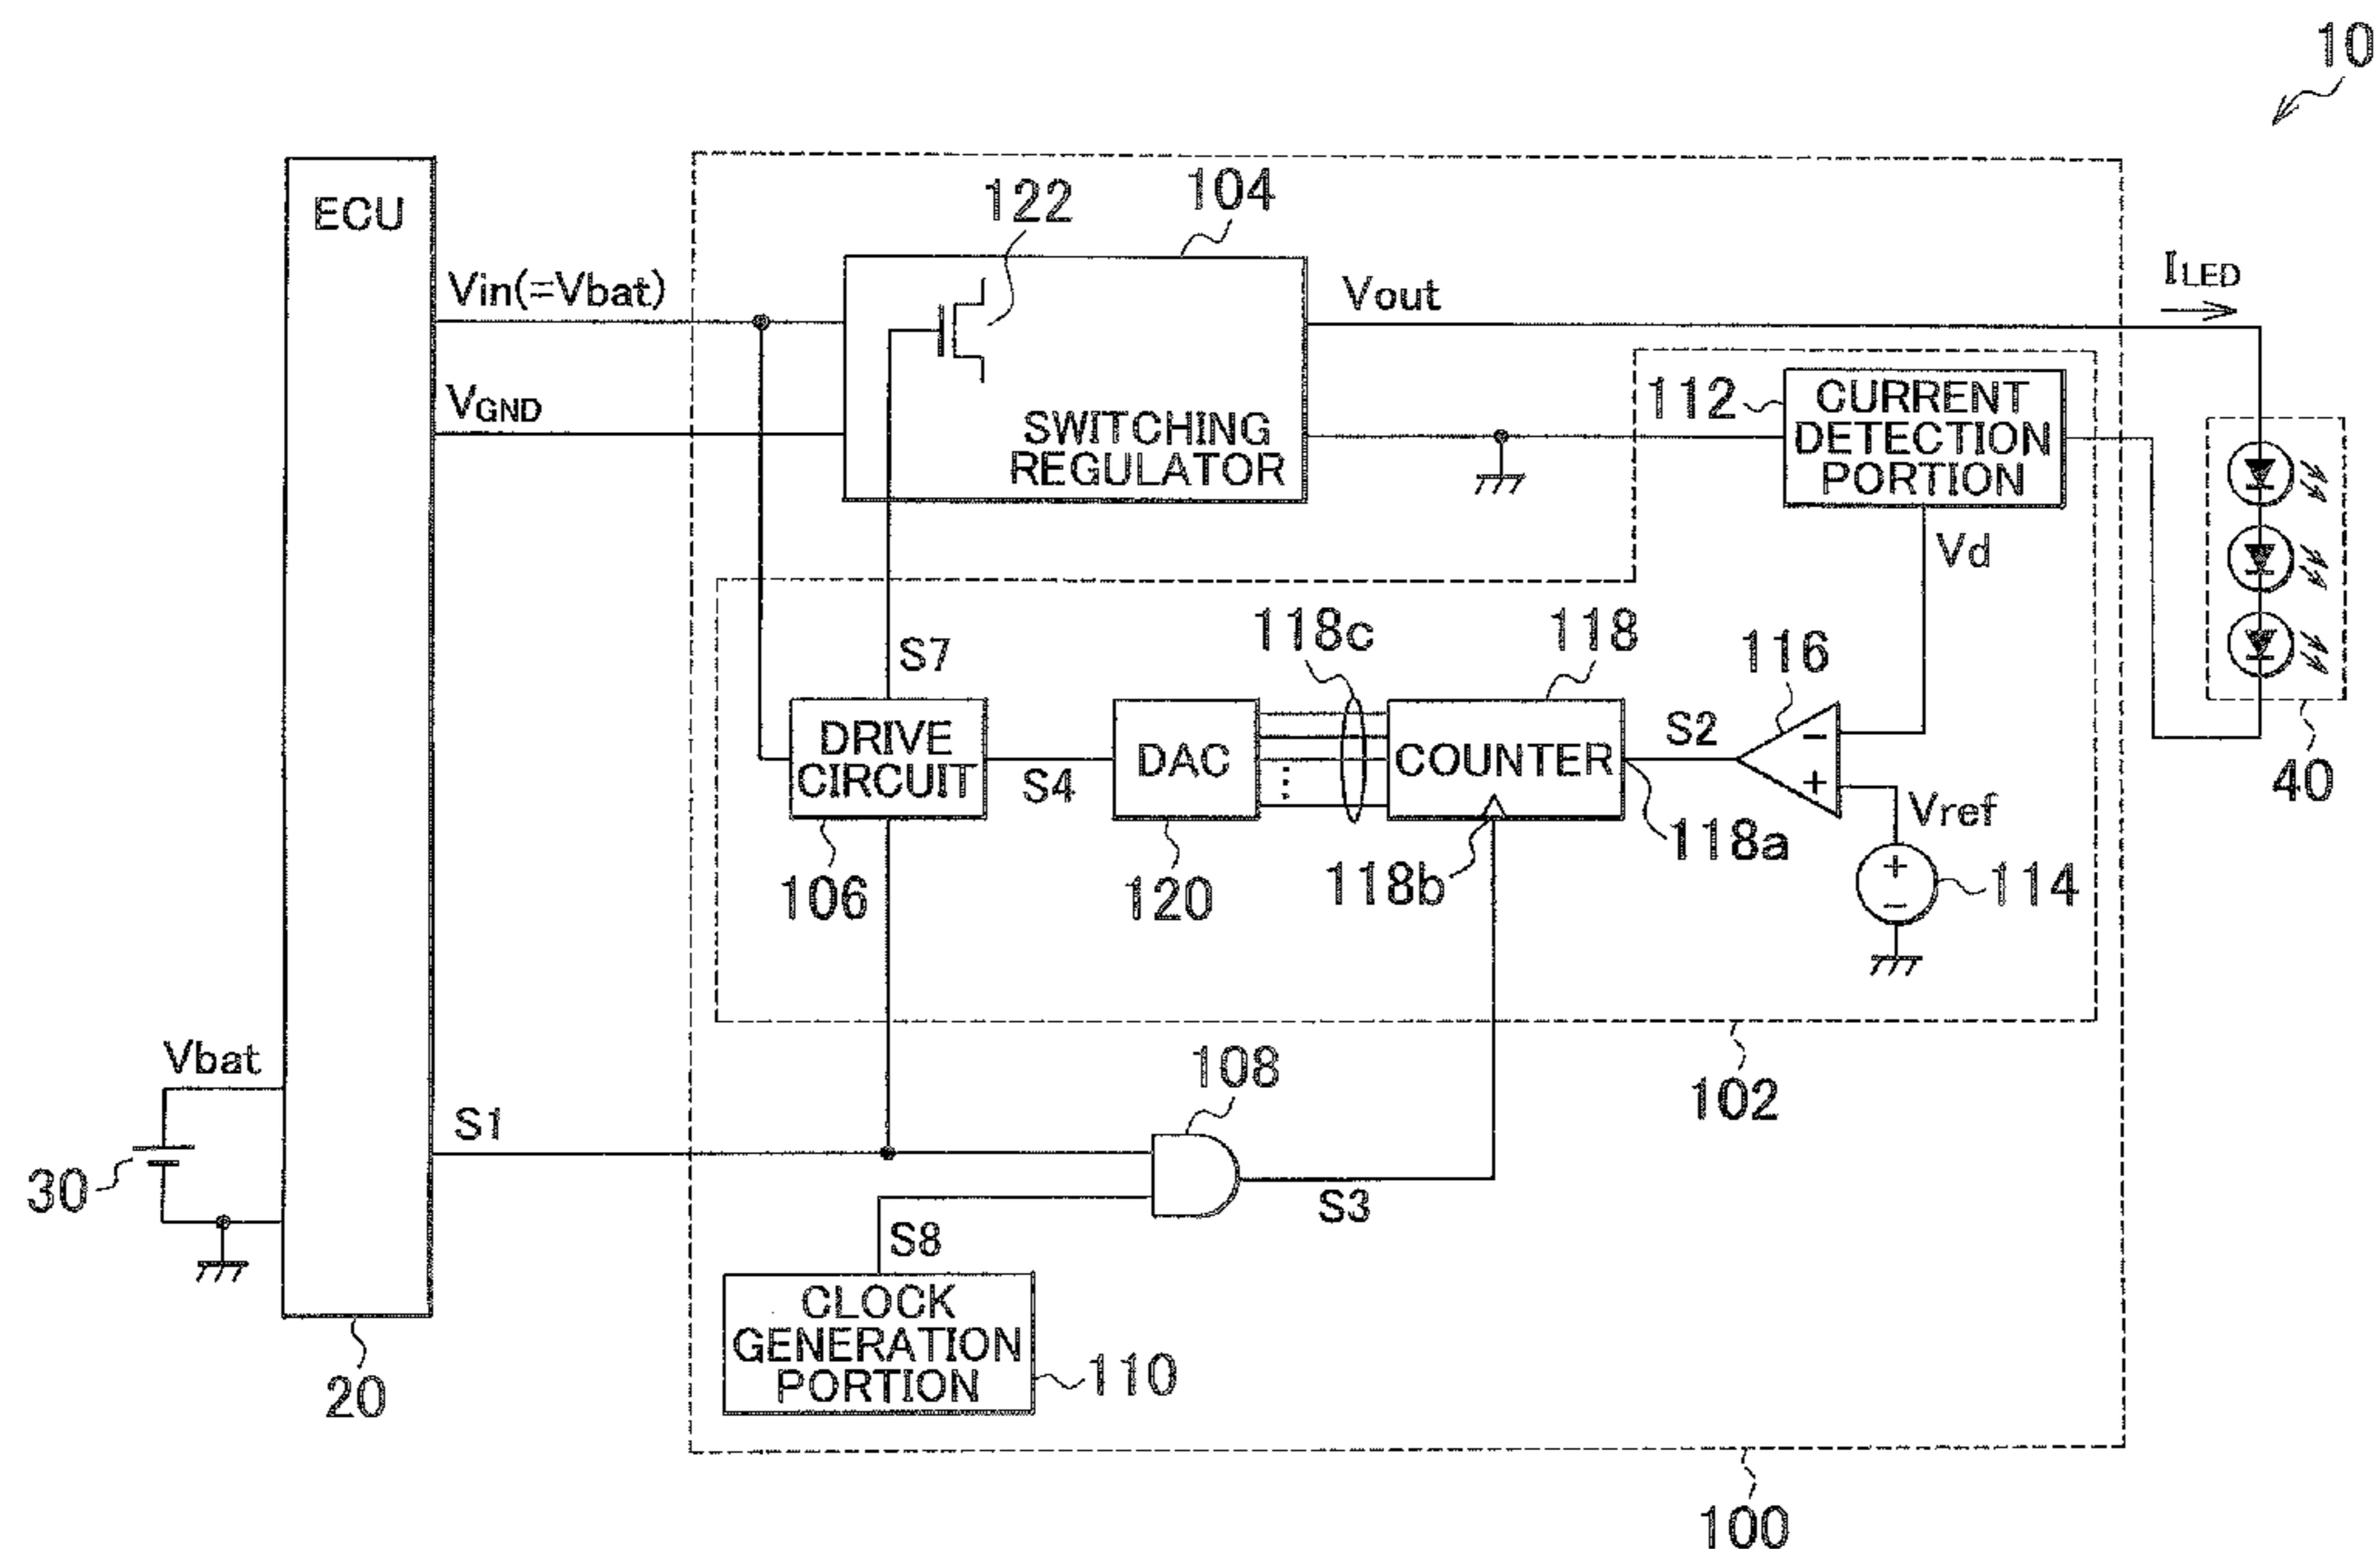 10
ECU
122
104
Vin(=Vbat)
Vout
ILED
VGND
SWITCHING
REGULATOR
112
CURRENT
DETECTION
PORTION
Vd
S7
118c
118
116
DRIVE
CIRCUIT
S4
DAC
COUNTER
S2
−
+
40
106
120
118b
118a
Vref
+
−
114
Vbat
108
102
S1
30
S3
S8
CLOCK
GENERATION
PORTION
110
20
100